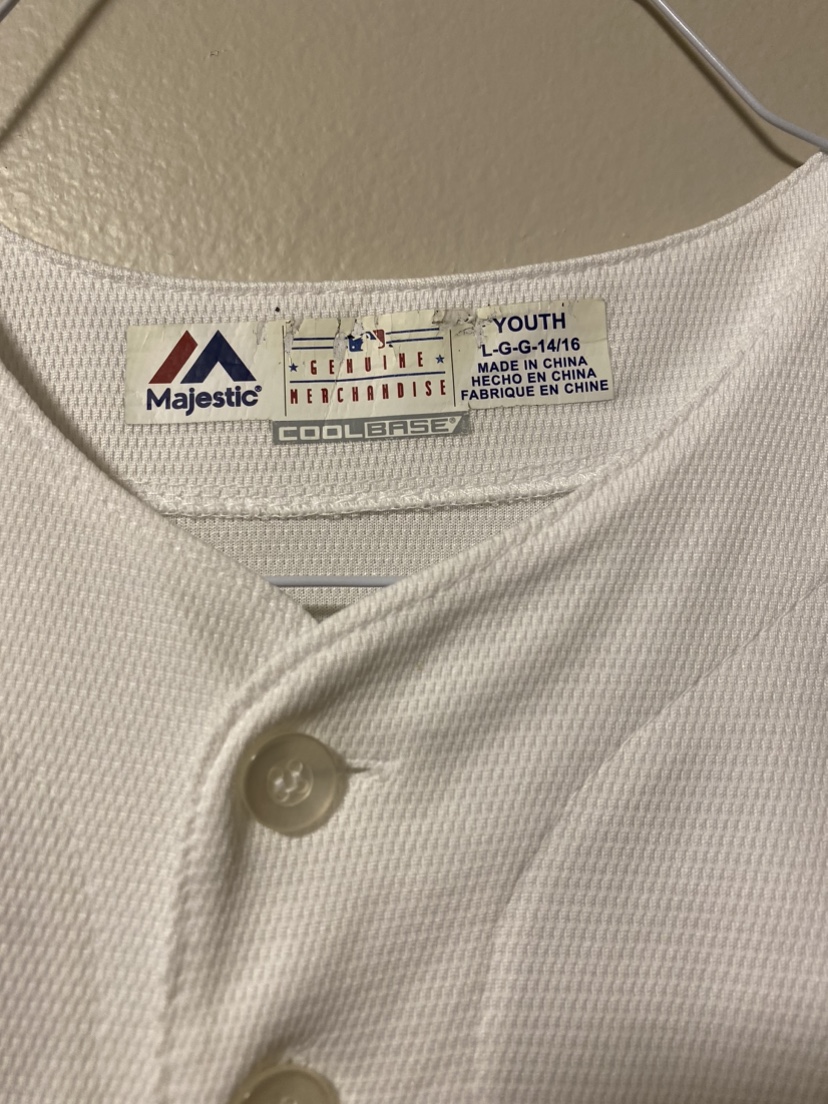 Majestic®
GENUINE
MERCHANDISE
COOLBASE®
YOUTH
L-G-G-14/16
MADE IN CHINA
HECHO EN CHINA
FABRIQUE EN CHINE